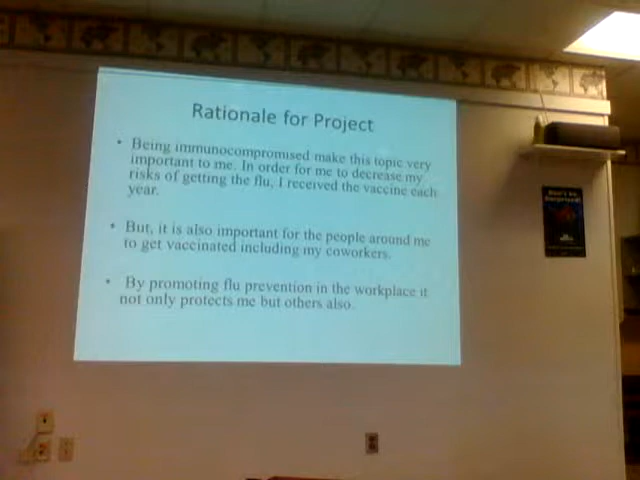 Rationale for Project
• Being immunocompromised make this topic very
important to me. In order for me to decrease my
risks of getting the flu, I received the vaccine each
year.
• But, it is also important for the people around me
to get vaccinated including my coworkers.
• By promoting flu prevention in the workplace it
not only protects me but others also.